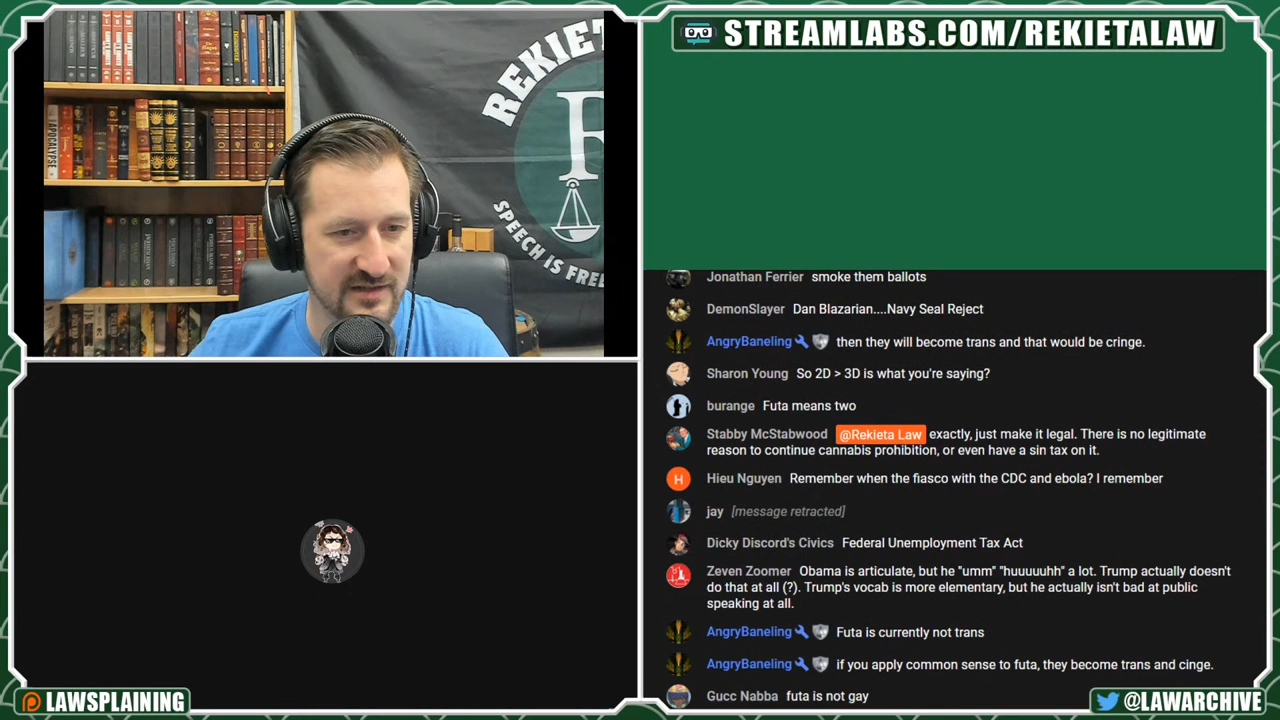 STREAMLABS.COM/REKIETALAW
REKIET
SPEECH IS FREE
APOCALYPSE
Jonathan Ferrier smoke them ballots
DemonSlayer Dan Blazarian....Navy Seal Reject
AngryBaneling then they will become trans and that would be cringe.
Sharon Young So 2D > 3D is what you're saying?
burange Futa means two
Stabby McStabwood @Rekieta Law exactly, just make it legal. There is no legitimate
reason to continue cannabis prohibition, or even have a sin tax on it.
H
Hieu Nguyen Remember when the fiasco with the CDC and ebola? I remember
jay [message retracted]
Dicky Discord's Civics Federal Unemployment Tax Act
Zeven Zoomer Obama is articulate, but he "umm" "huuuuuhh" a lot. Trump actually doesn't
do that at all (?). Trump's vocab is more elementary, but he actually isn't bad at public
speaking at all.
AngryBaneling Futa is currently not trans
AngryBaneling if you apply common sense to futa, they become trans and cinge.
Gucc Nabba futa is not gay
LAWSPLAINING
@LAWARCHIVE